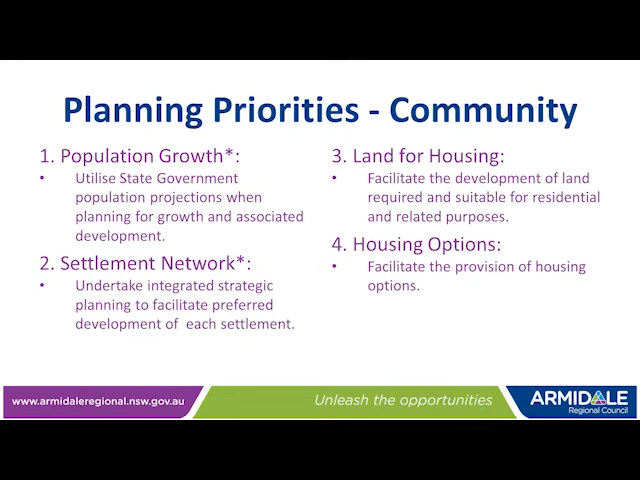 Planning Priorities - Community
1. Population Growth*:
• Utilise State Government
population projections when
planning for growth and associated
development.
2. Settlement Network*:
• Undertake integrated strategic
planning to facilitate preferred
development of each settlement.
3. Land for Housing:
• Facilitate the development of land
required and suitable for residential
and related purposes.
4. Housing Options:
• Facilitate the provision of housing
options.
www.armidaleregional.nsw.gov.au
Unleash the opportunities
ARMIDALE
Regional Council